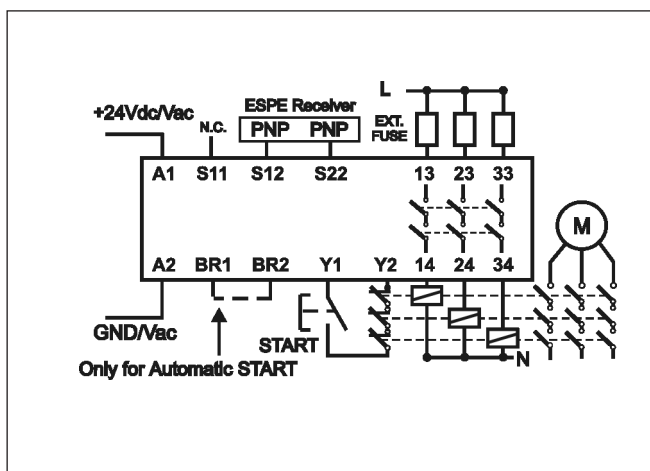 L
+24Vdc/Vac
N.C.
ESPE Receiver
PNP PNP
EXT.
FUSE
A1 S11 S12 S22 13 23 33
M
A2 BR1 BR2 Y1 Y2 14 24 34
GND/Vac
START
N
Only for Automatic START